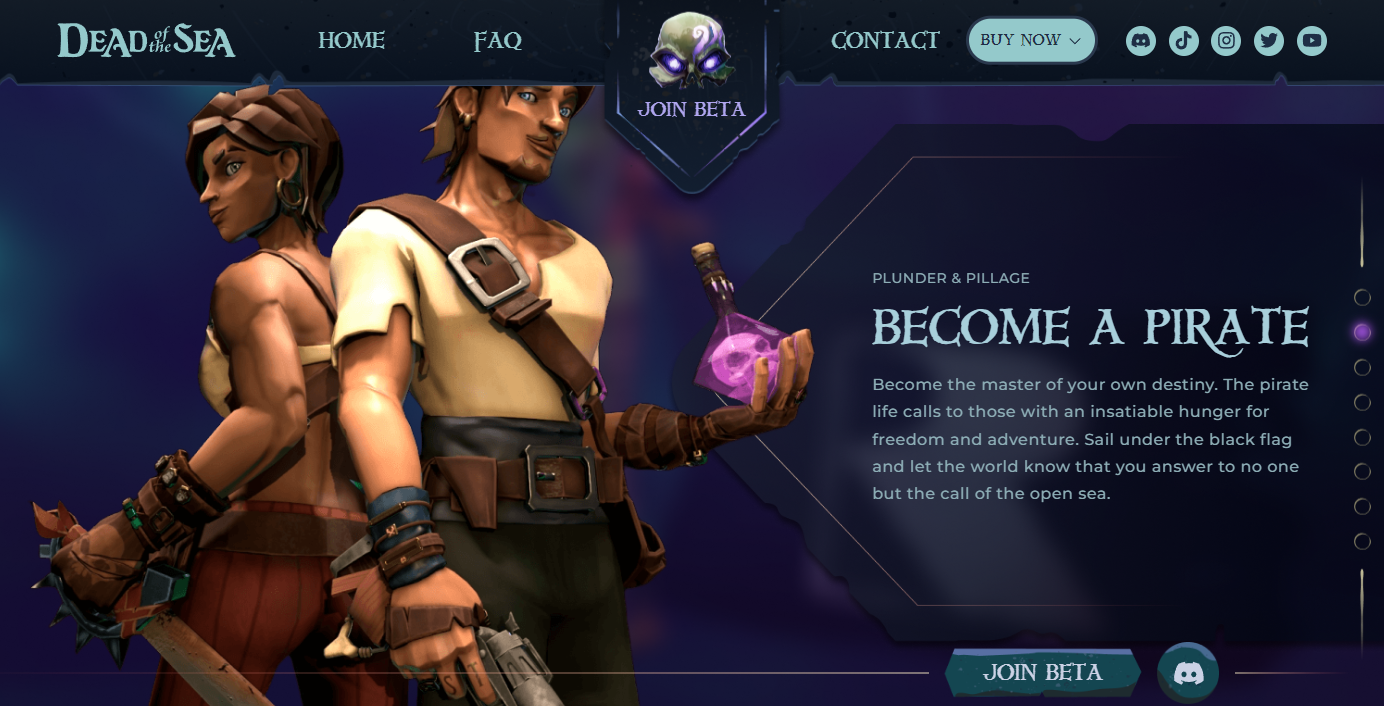 DEAD of the SEA
HOME
FAQ
JOIN BETA
CONTACT
BUY NOW
PLUNDER & PILLAGE
BECOME A PIRATE
Become the master of your own destiny. The pirate
life calls to those with an insatiable hunger for
freedom and adventure. Sail under the black flag
and let the world know that you answer to no one
but the call of the open sea.
JOIN BETA